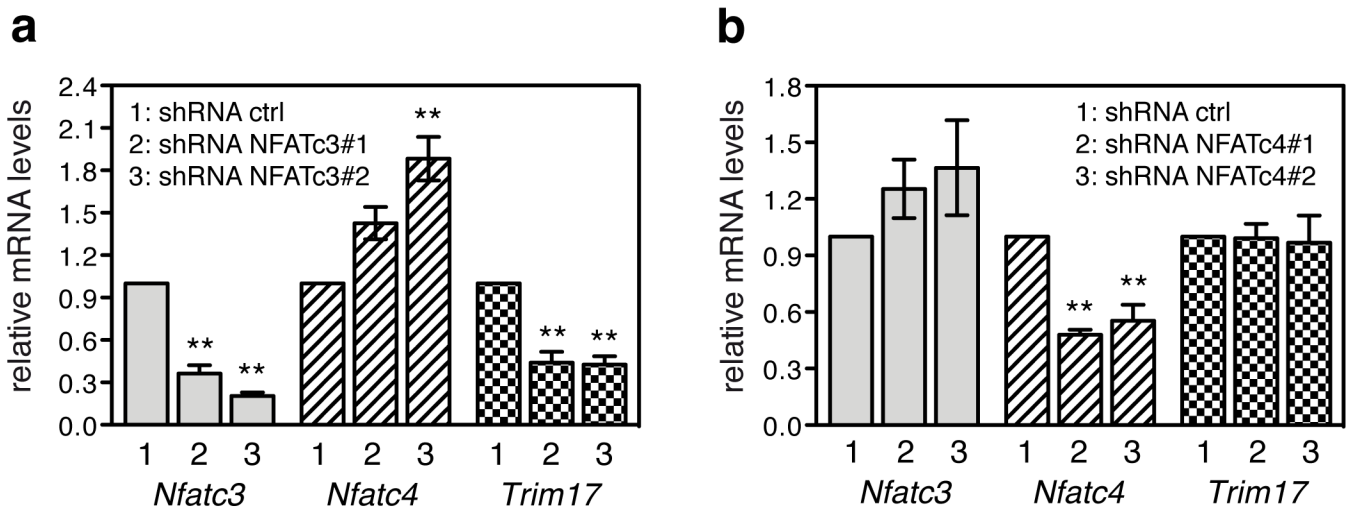 a
relative mRNA levels
2.4
2.1
1.8
1.5
1.2
0.9
0.6
0.3
0.0
1: shRNA ctrl
2: shRNA NFATc3#1
3: shRNA NFATc3#2
**
** ** ** **
1 2 3 1 2 3 1 2 3
Nfatc3 Nfatc4 Trim17
b
relative mRNA levels
1.8
1.5
1.2
0.9
0.6
0.3
0.0
1: shRNA ctrl
2: shRNA NFATc4#1
3: shRNA NFATc4#2
** **
1 2 3 1 2 3 1 2 3
Nfatc3 Nfatc4 Trim17